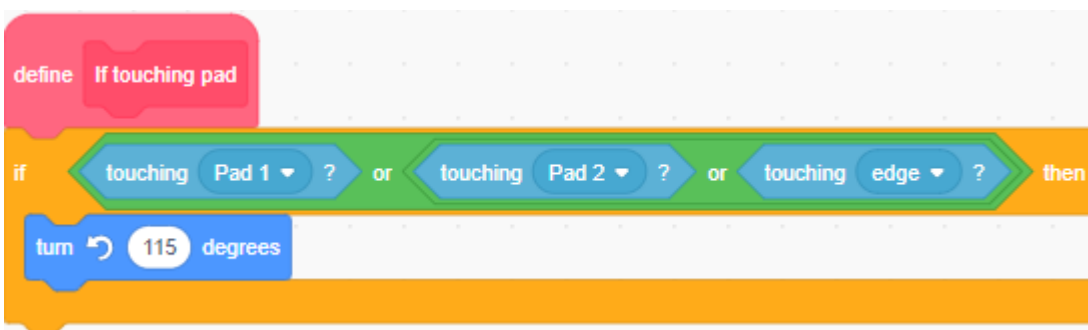 define If touching pad
if touching Pad 1 ? or touching Pad 2 ? or touching edge ? then
turn 115 degrees